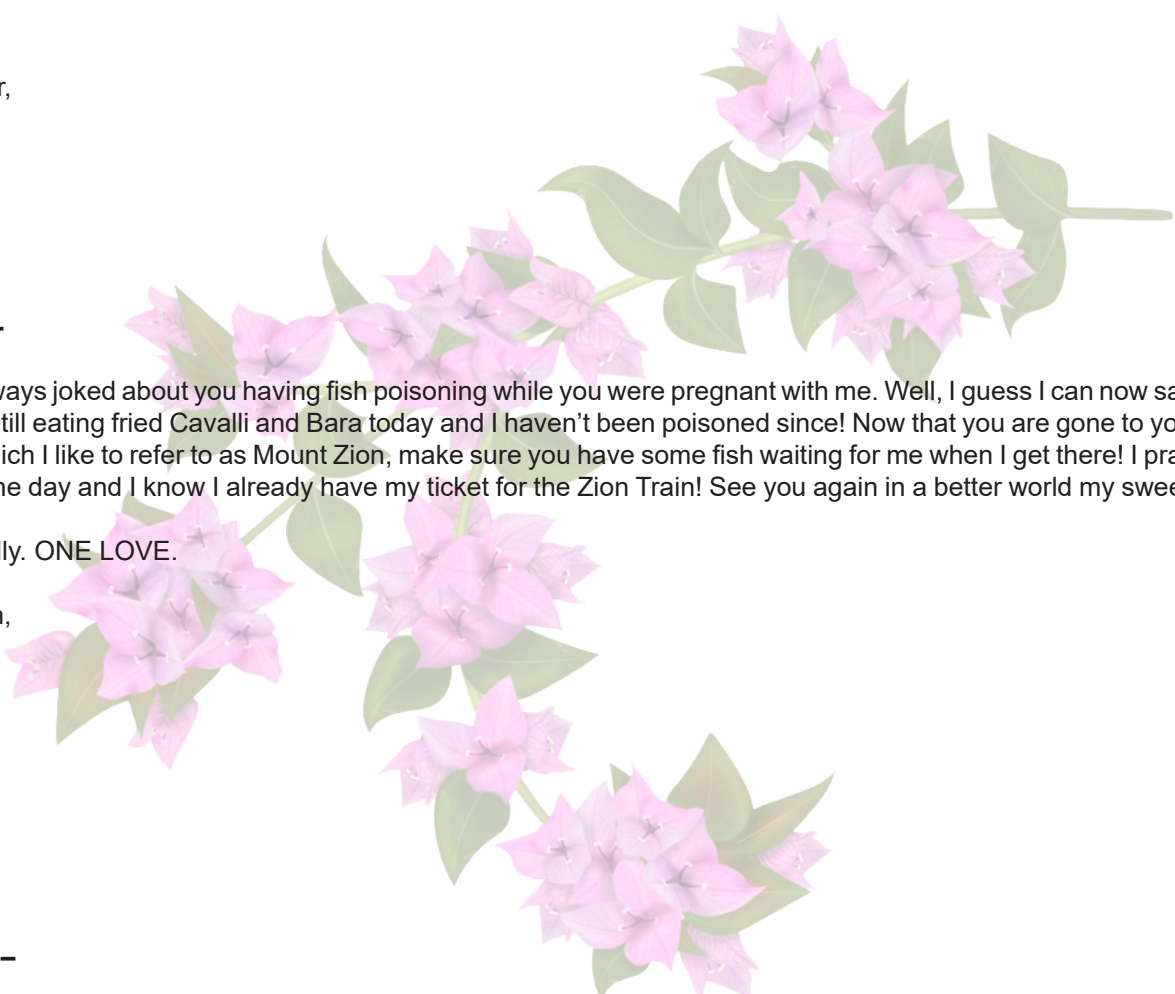 r,
ways joked about you having fish poisoning while you were pregnant with me. Well, I guess I can now sa
till eating fried Cavalli and Bara today and I haven’t been poisoned since! Now that you are gone to yo
ich I like to refer to as Mount Zion, make sure you have some fish waiting for me when I get there! I pra
ne day and I know I already have my ticket for the Zion Train! See you again in a better world my swee
lly. ONE LOVE.
n,
–